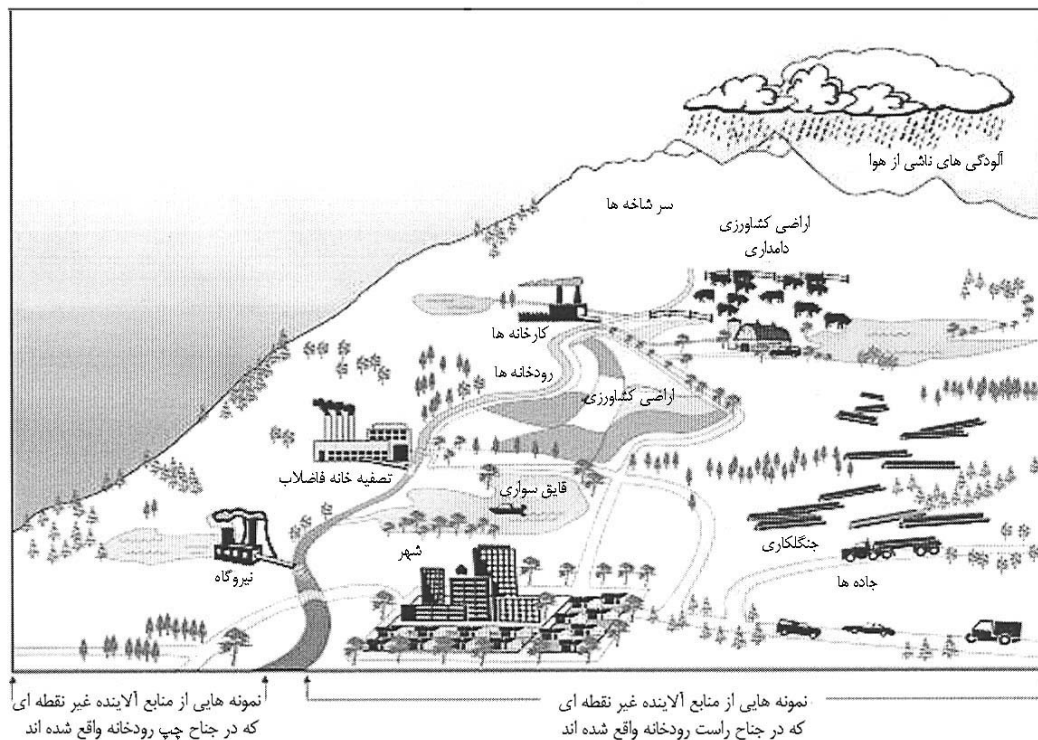 آلودگی های ناشی از هوا
سر شاخه ها
اراضی کشاورزی
دامداری
کارخانه ها
رودخانه ها
اراضی کشاورزی
تصفیه خانه فاضلاب
قایق سواری
جنگلکاری
شهر
نیروگاه
جاده ها
نمونه هایی از منابع آلاینده غیر نقطه ای
که در جناح راست رودخانه واقع شده اند
نمونه هایی از منابع آلاینده غیر نقطه ای
که در جناح چپ رودخانه واقع شده اند